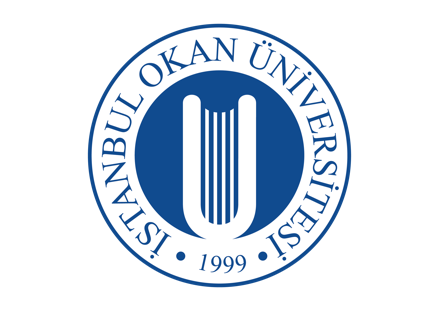 İSTANBUL OKAN ÜNİVERSİTESİ
• 1999 •